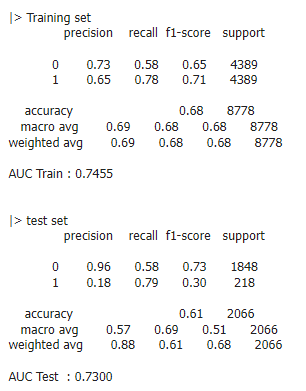 |> Training set
precision recall f1-score support
0 0.73 0.58 0.65 4389
1 0.65 0.78 0.71 4389
accuracy 0.68 8778
macro avg 0.69 0.68 0.68 8778
weighted avg 0.69 0.68 0.68 8778
AUC Train : 0.7455
|> test set
precision recall f1-score support
0 0.96 0.58 0.73 1848
1 0.18 0.79 0.30 218
accuracy 0.61 2066
macro avg 0.57 0.69 0.51 2066
weighted avg 0.88 0.61 0.68 2066
AUC Test : 0.7300